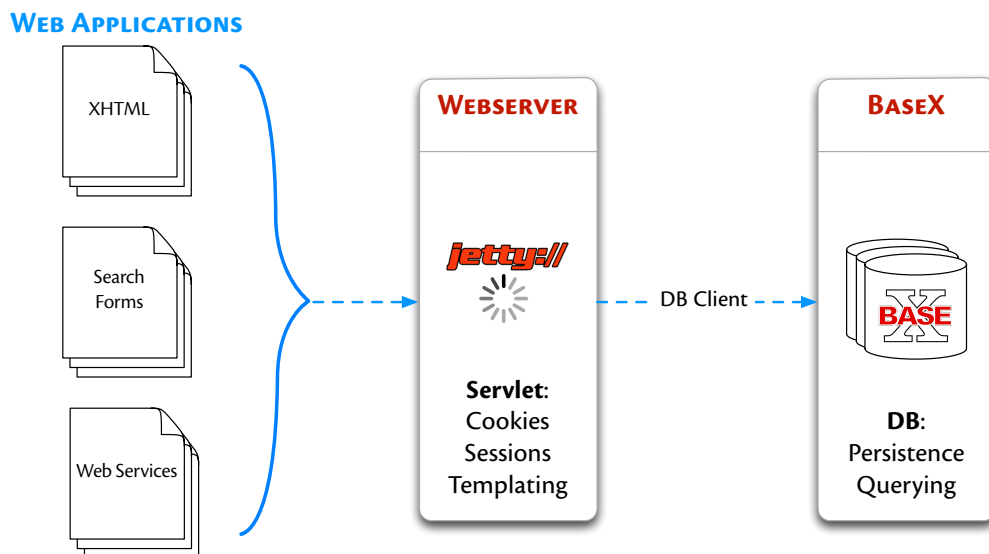 WEB APPLICATIONS
XHTML
Search
Forms
Web Services
WEBSERVER
jetty://
Servlet:
Cookies
Sessions
Templating
DB Client
BASEX
X
BASE
DB:
Persistence
Querying